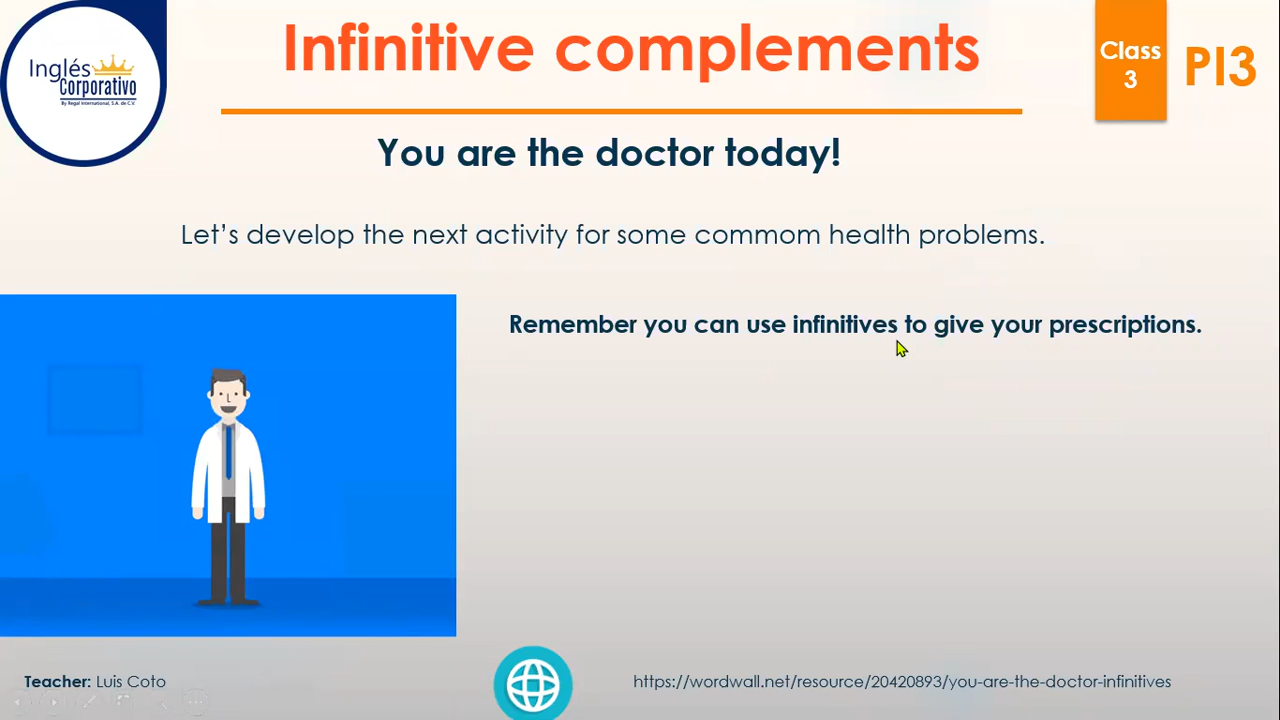 Inglés
Corporativo
By Regal International, S.A. de C.V.
Infinitive complements
Class
3
PI3
You are the doctor today!
Let's develop the next activity for some commom health problems.
Remember you can use infinitives to give your prescriptions.
Teacher: Luis Coto
https://wordwall.net/resource/20420893/you-are-the-doctor-infinitives